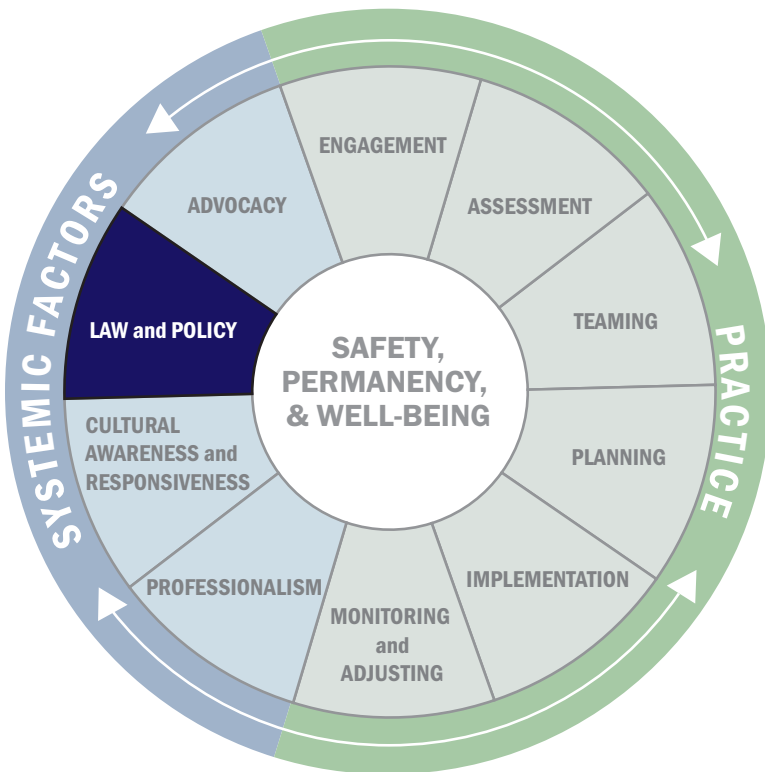 SYSTEMIC FACTORS
PRACTICE
ENGAGEMENT
ASSESSMENT
TEAMING
PLANNING
IMPLEMENTATION
MONITORING
and
ADJUSTING
PROFESSIONALISM
CULTURAL
AWARENESS and
RESPONSIVENESS
LAW and POLICY
ADVOCACY
SAFETY,
PERMANENCY,
& WELL-BEING